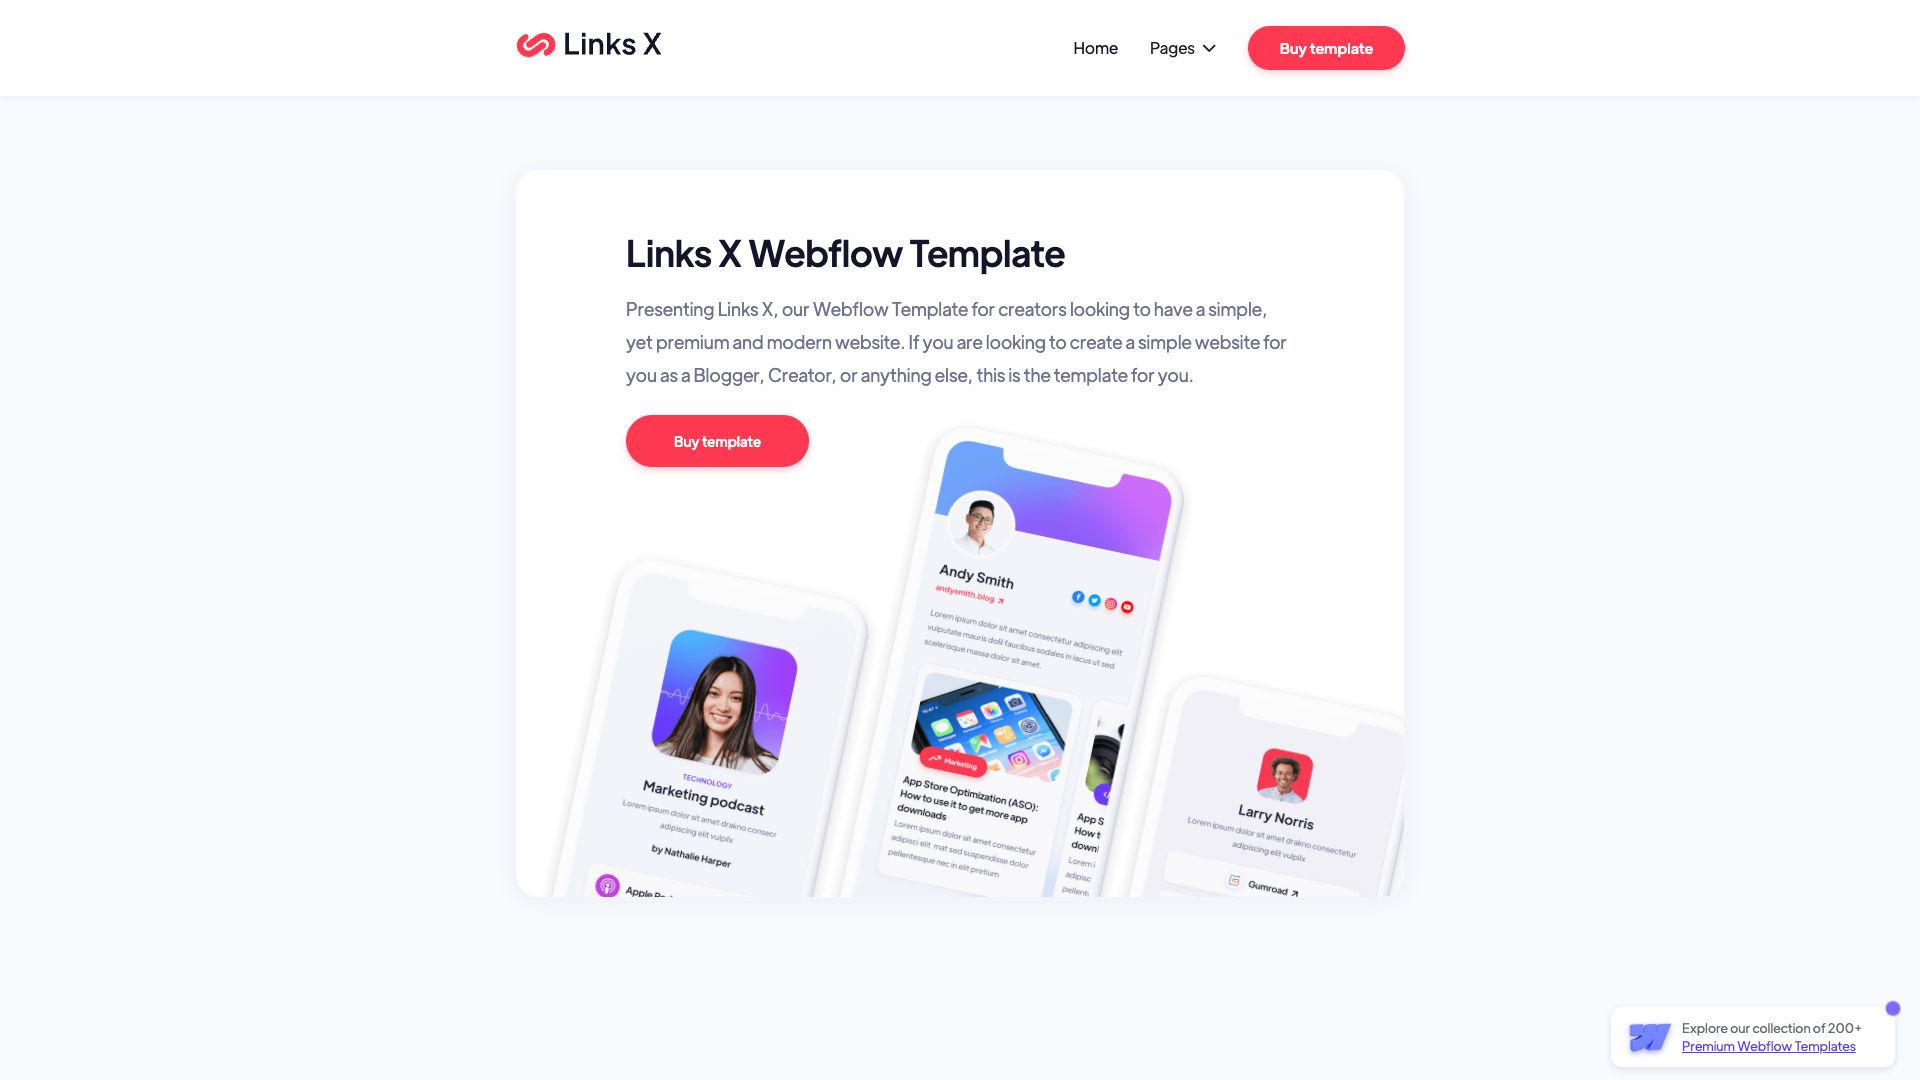 Links X
Home
Pages
Buy template
Links X Webflow Template
Presenting Links X, our Webflow Template for creators looking to have a simple,
yet premium and modern website. If you are looking to create a simple website for
you as a Blogger, Creator, or anything else, this is the template for you.
Buy template
Andy Smith
andysmith.blog
Lorem ipsum dolor sit amet consectetur adipiscing elit
vulputate mauris dolil faucibus sodales in lacus ut sed
scelerisque massa dolor sit amet.
Marketing
App Store Optimization (ASO):
How to use it to get more app
downloads
Lorem ipsum dolor sit amet consectetur
adipisci elit mat sed suspendisse dolor
pellentesque nec in elit pretium
App S
How t
downl
Lorem i
adipisc
pellent
TECHNOLOGY
Marketing podcast
Lorem ipsum dolor sit amet drakno consecr
adipiscing elit vulpilx
by Nathalie Harper
Apple
Larry Norris
Lorem ipsum dolor sit amet drakno consectetur
adipiscing elit vulpilx
Gumroad
Explore our collection of 200+
Premium Webflow Templates